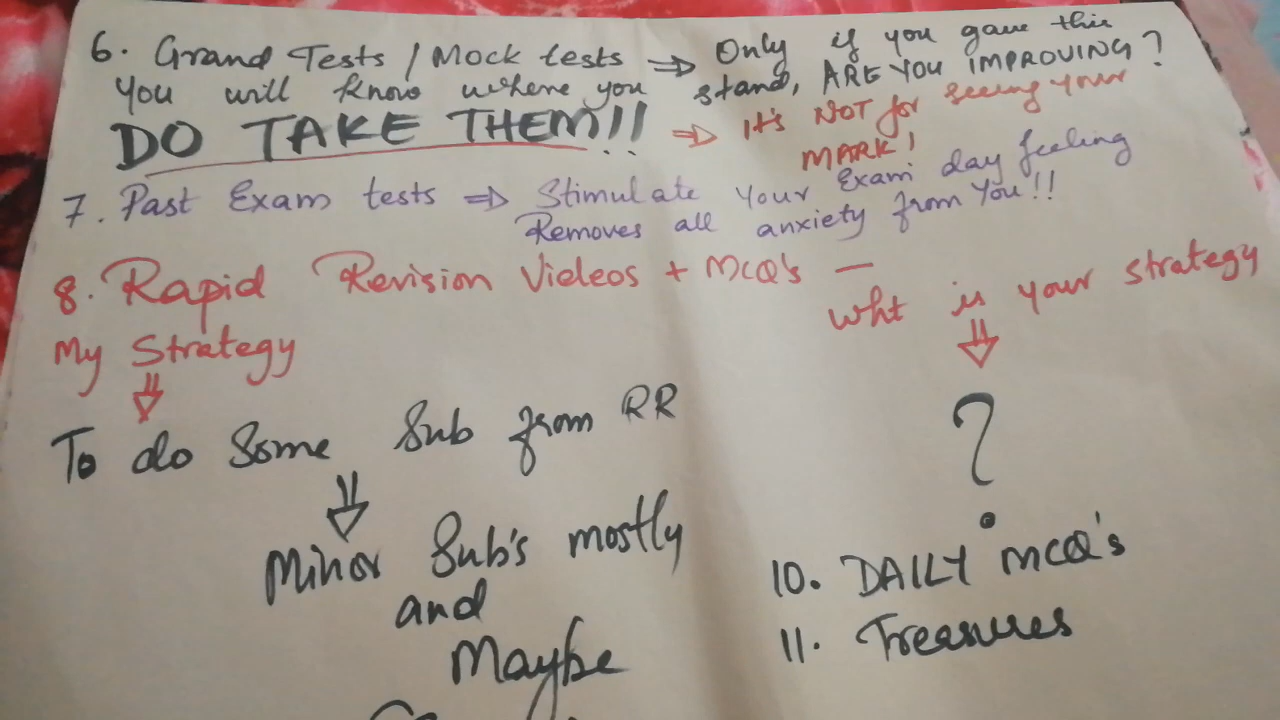 6. Grand Tests / Mock tests ⇒ Only if you gave this
You will know where you stand, ARE YOU IMPROVING?
DO TAKE THEM!!! ⇒ It's NOT for seeing your
MARK!
7. Past Exam tests ⇒ Stimulate Your Exam day feeling
Removes all anxiety from You!!
8. Rapid Revision Videos + MCQ's —
My Strategy
⇓
To do Some Sub from RR
⇓
Minor Sub's mostly
and
Maybe
Wht is your strategy
⇓
?
10. DAILY MCQ's
11. Treasures